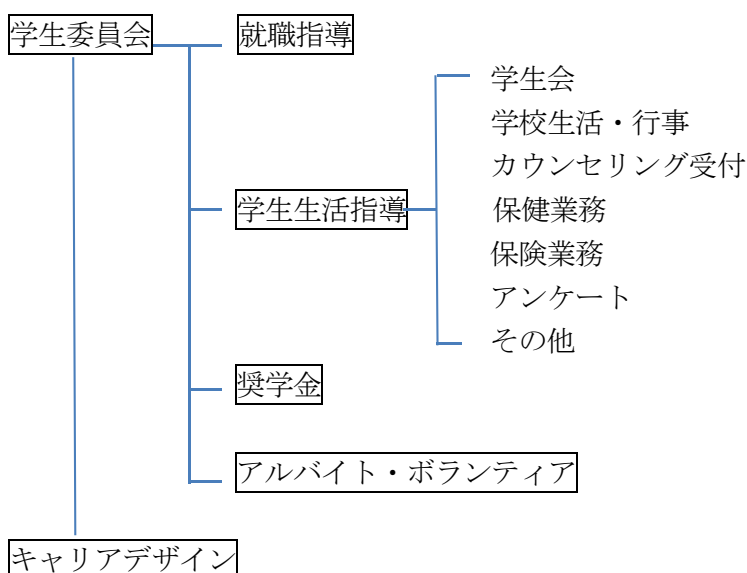 学生委員会
就職指導
学生会
学校生活・行事
カウンセリング受付
学生生活指導
保健業務
保険業務
アンケート
その他
奨学金
アルバイト・ボランティア
キャリアデザイン